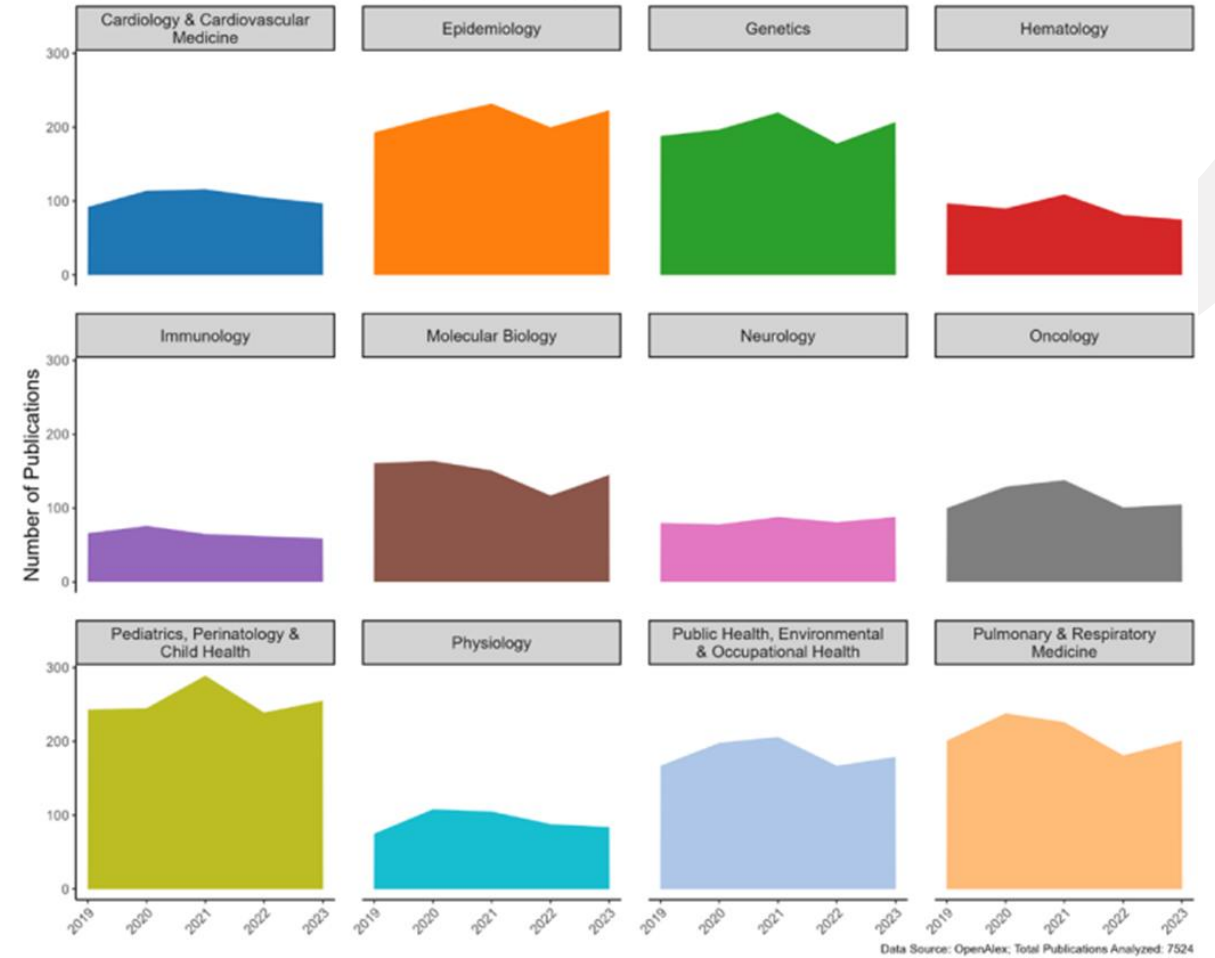 Cardiology & Cardiovascular
Medicine
Epidemiology
Genetics
Hematology
300
200
100
0
Immunology
Molecular Biology
Neurology
Oncology
Number of Publications
300
200
100
0
Pediatrics, Perinatology &
Child Health
Physiology
Public Health, Environmental
& Occupational Health
Pulmonary & Respiratory
Medicine
300
200
100
0
2019 2020 2021 2022 2023
2019 2020 2021 2022 2023
2019 2020 2021 2022 2023
2019 2020 2021 2022 2023
Data Source: OpenAlex; Total Publications Analyzed: 7524